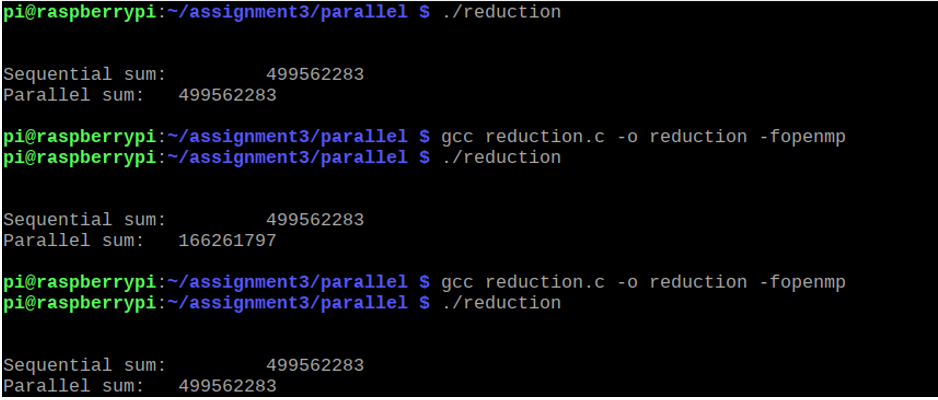 pi@raspberrypi:~/assignment3/parallel $ ./reduction
Sequential sum:         499562283
Parallel sum:   499562283
pi@raspberrypi:~/assignment3/parallel $ gcc reduction.c -o reduction -fopenmp
pi@raspberrypi:~/assignment3/parallel $ ./reduction
Sequential sum:         499562283
Parallel sum:   166261797
pi@raspberrypi:~/assignment3/parallel $ gcc reduction.c -o reduction -fopenmp
pi@raspberrypi:~/assignment3/parallel $ ./reduction
Sequential sum:         499562283
Parallel sum:   499562283